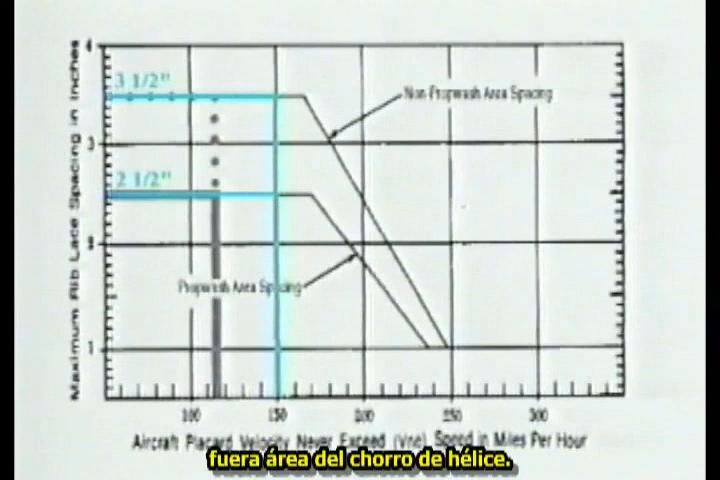 4
3 1/2"
Non-Propwash Area Spacing
3
2 1/2"
2
Propwash Area Spacing
1
Maximum Rib Lace Spacing in Inches
100 150 200 250 300
Aircraft Placard Velocity Never Exceed (Vne) Speed in Miles Per Hour
fuera área del chorro de hélice.